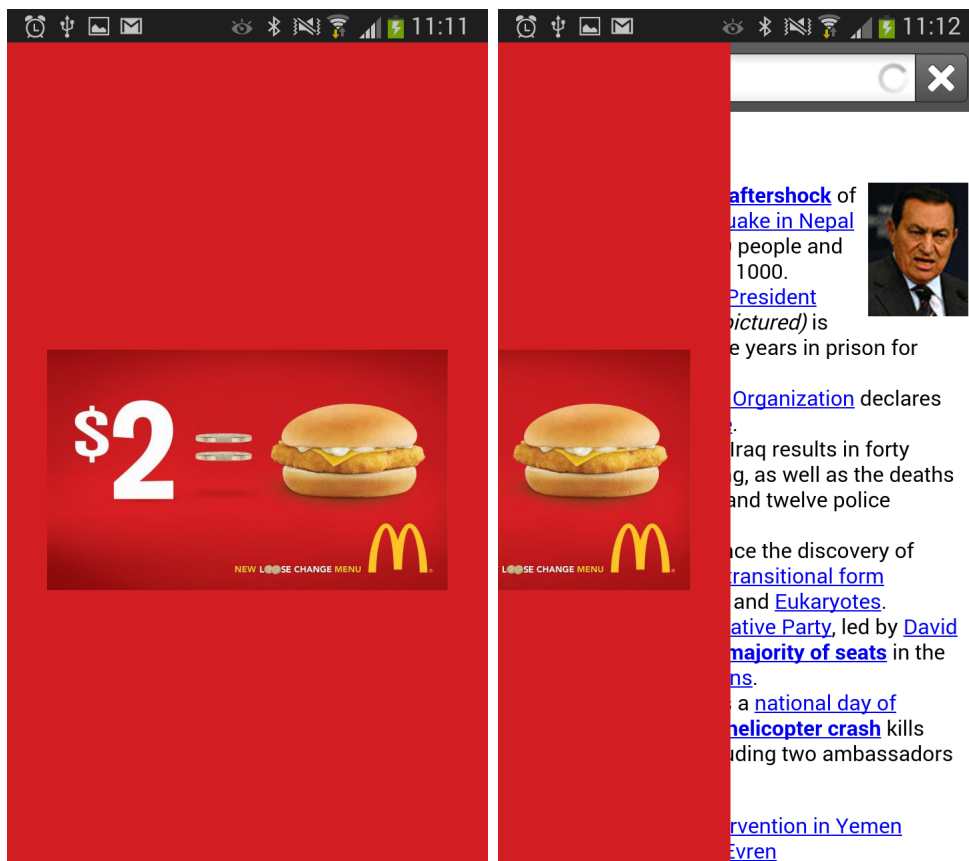 11:11
$2
NEW LOOSE CHANGE MENU
11:12
LOOSE CHANGE MENU
aftershock of
uake in Nepal
people and
1000.
President
pictured) is
e years in prison for
Organization declares
.
Iraq results in forty
g, as well as the deaths
and twelve police
nce the discovery of
transitional form
and Eukaryotes.
ative Party, led by David
majority of seats in the
ns.
a national day of
helicopter crash kills
uding two ambassadors
rvention in Yemen
Evren